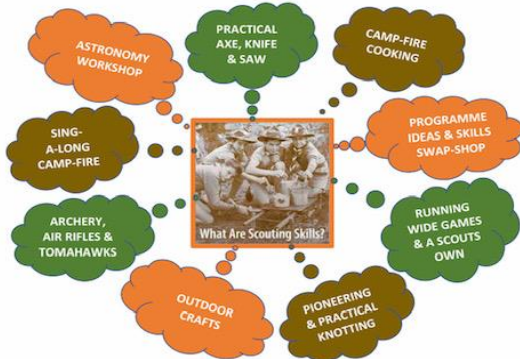 ASTRONOMY
WORKSHOP
PRACTICAL
AXE, KNIFE
& SAW
CAMP-FIRE
COOKING
SING-
A-LONG
CAMP-FIRE
What Are Scouting Skills?
PROGRAMME
IDEAS & SKILLS
SWAP-SHOP
ARCHERY,
AIR RIFLES &
TOMAHAWKS
RUNNING
WIDE GAMES
& A SCOUTS
OWN
OUTDOOR
CRAFTS
PIONEERING
& PRACTICAL
KNOTTING